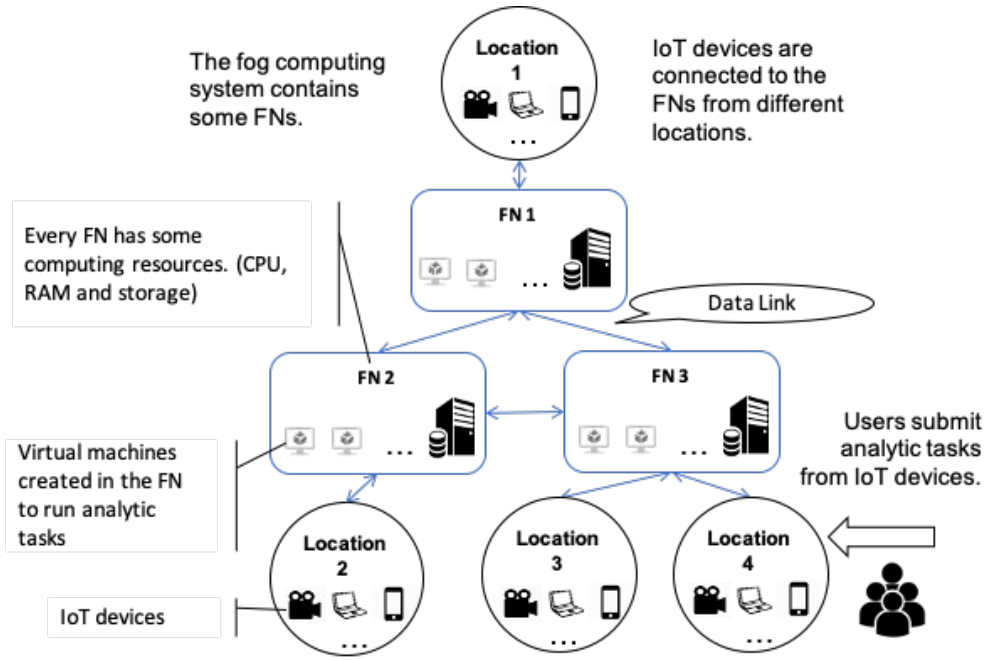 The fog computing
system contains
some FNs.
Location
1
...
IoT devices are
connected to the
FNs from different
locations.
Every FN has some
computing resources. (CPU,
RAM and storage)
FN 1
...
Data Link
FN 2
...
FN 3
...
Virtual machines
created in the FN
to run analytic
tasks
Users submit
analytic tasks
from IoT devices.
IoT devices
Location
2
...
Location
3
...
Location
4
...